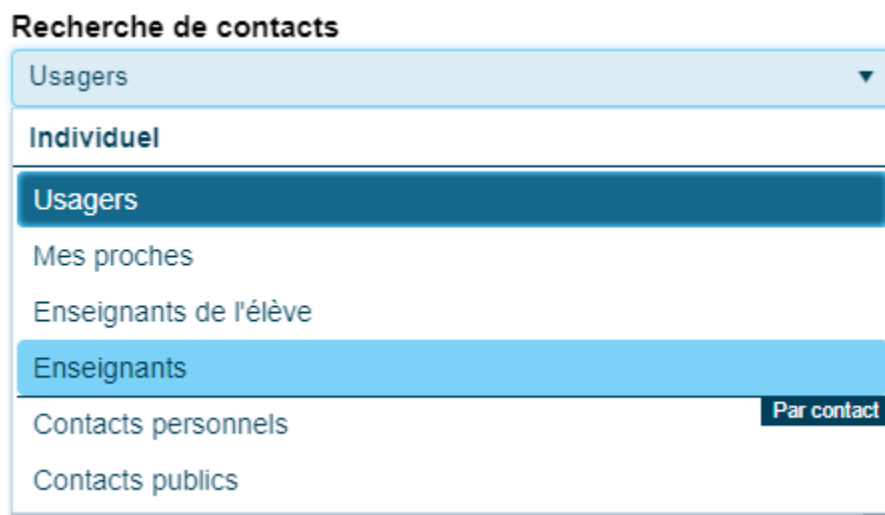 Recherche de contacts
Usagers
Individuel
Usagers
Mes proches
Enseignants de l'élève
Enseignants
Par contact
Contacts personnels
Contacts publics